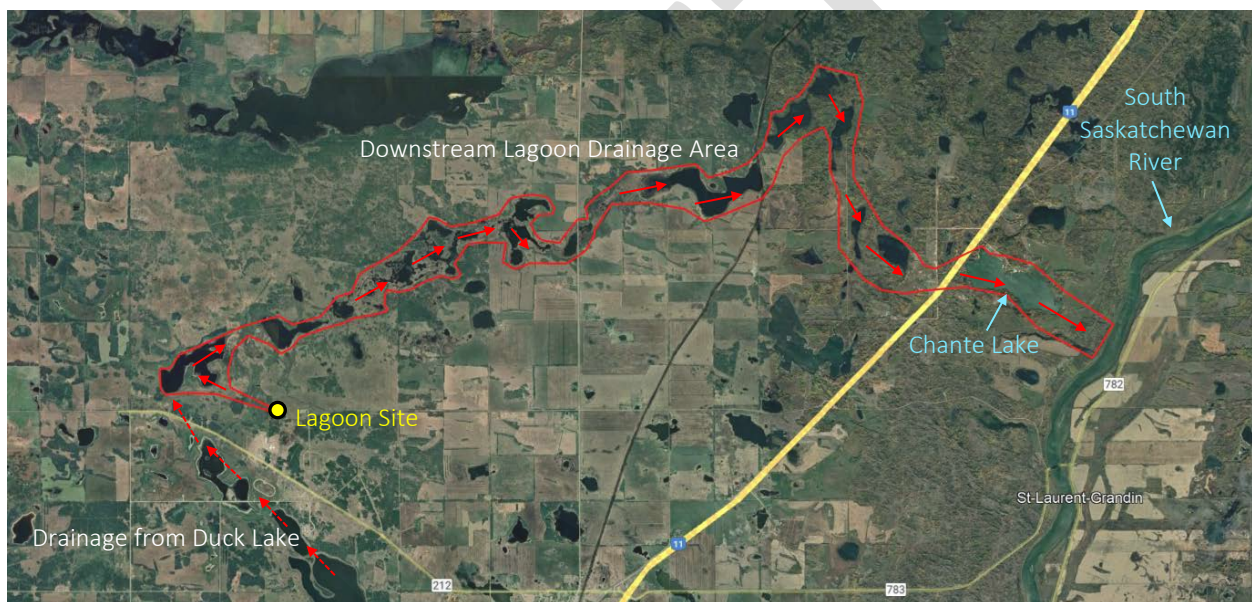 11
South
Saskatchewan
River
Downstream Lagoon Drainage Area
Chante Lake
782
Lagoon Site
St-Laurent-Grandin
Drainage from Duck Lake
11
212
783